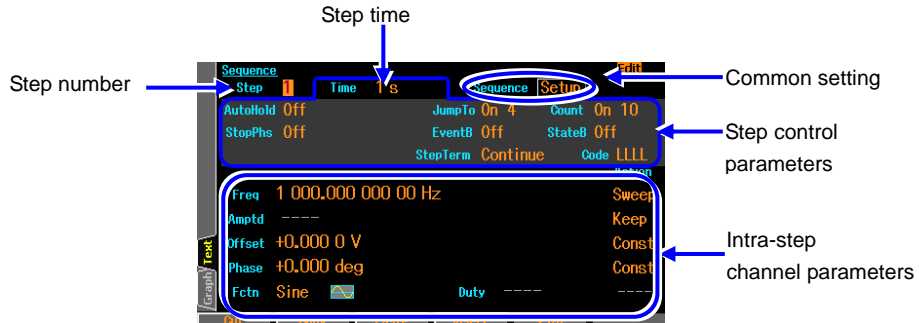 Step time
Step number
Common setting
Step control
parameters
Intra-step
channel parameters
Sequence
Edit
Step 1 Time 1 s Sequence Setup
AutoHold Off JumpTo On 4 Count On 10
StopPhs Off EventB Off StateB Off
StepTerm Continue Code LLLL
Action
Freq 1 000.000 000 00 Hz Sweep
Amptd ---- Keep
Offset +0.000 0 V Const
Phase +0.000 deg Const
Fctn Sine Duty ---- ----
Text
Graph